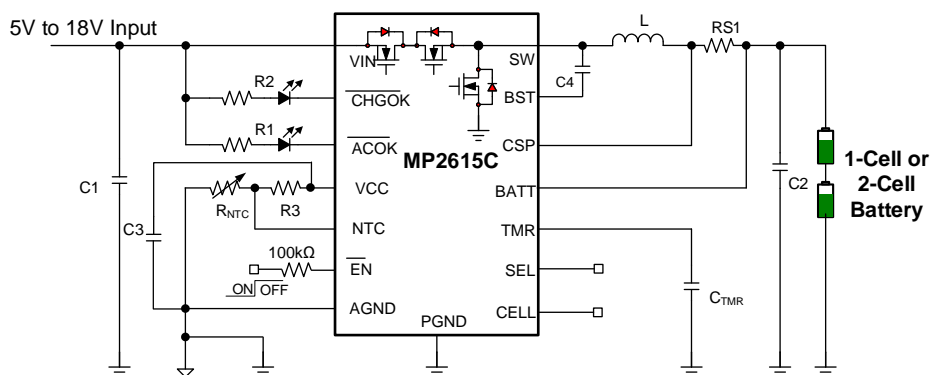 5V to 18V Input
L
RS1
VIN
SW
R2
C4
CHGOK
BST
R1
ACOK
CSP
MP2615C
1-Cell or
2-Cell
Battery
C1
VCC
BATT
C2
RNTC
R3
C3
NTC
TMR
100kΩ
EN
SEL
ON OFF
CTMR
AGND
CELL
PGND